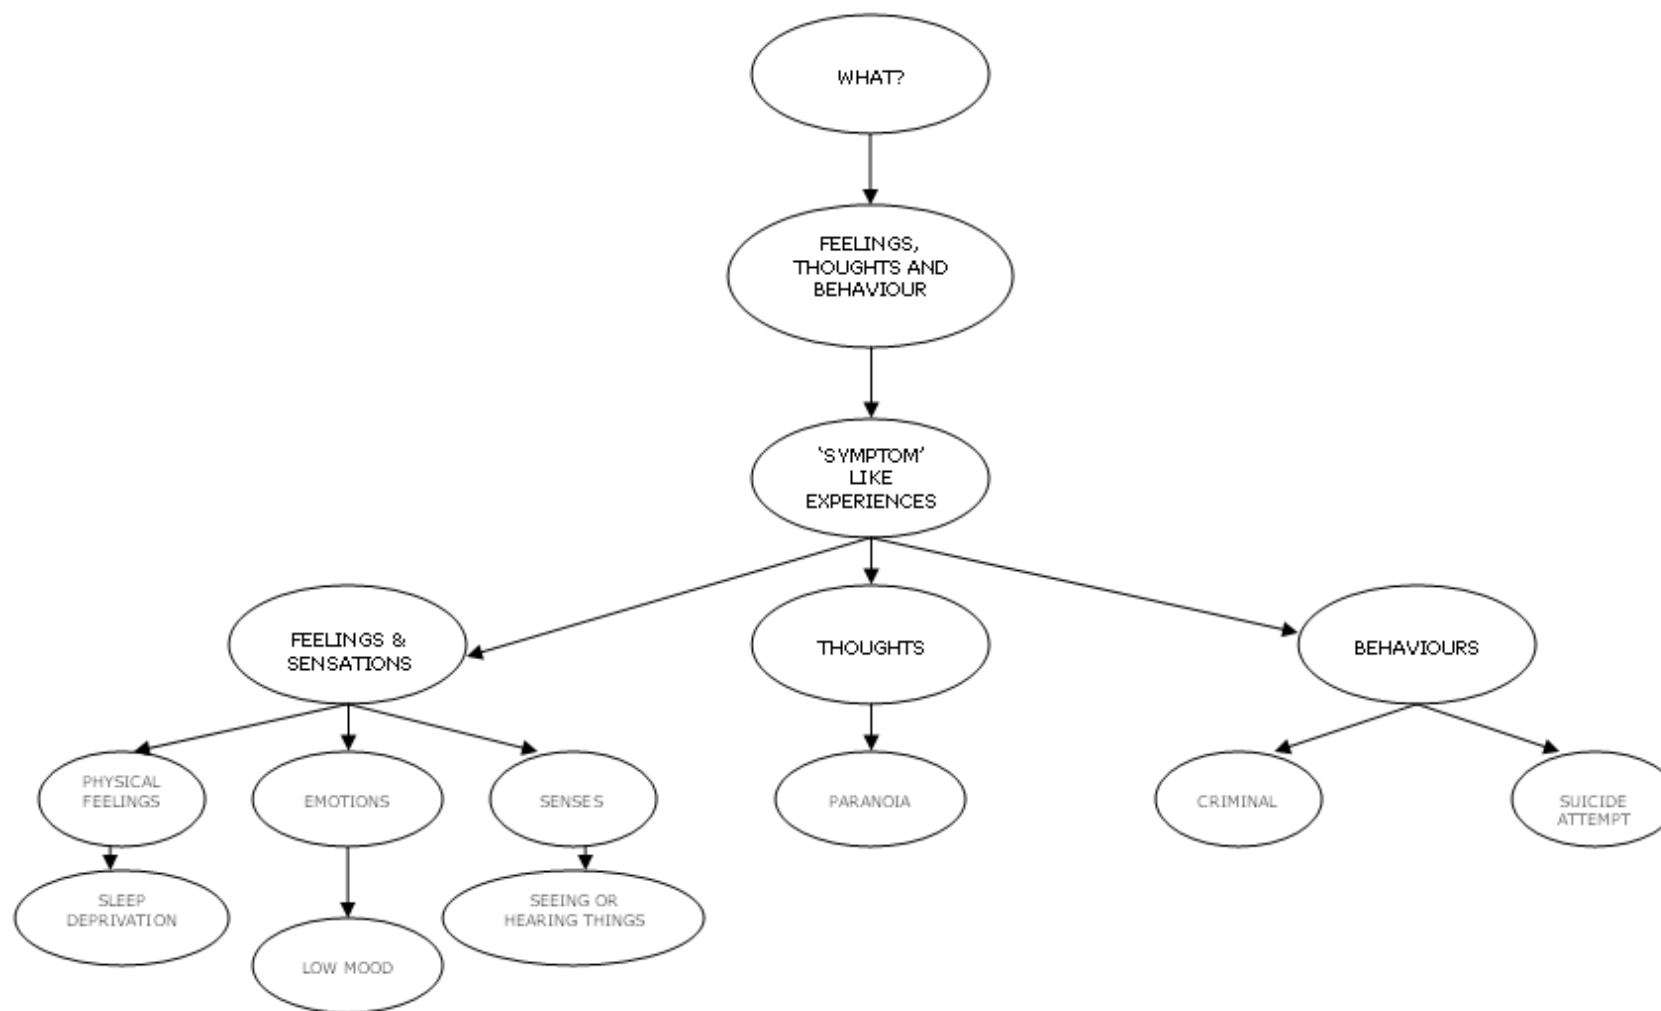 WHAT?
FEELINGS,
THOUGHTS AND
BEHAVIOUR
‘SYMPTOM’
LIKE
EXPERIENCES
FEELINGS &
SENSATIONS
THOUGHTS
BEHAVIOURS
PHYSICAL
FEELINGS
EMOTIONS
SENSES
PARANOIA
CRIMINAL
SUICIDE
ATTEMPT
SLEEP
DEPRIVATION
LOW MOOD
SEEING OR
HEARING THINGS